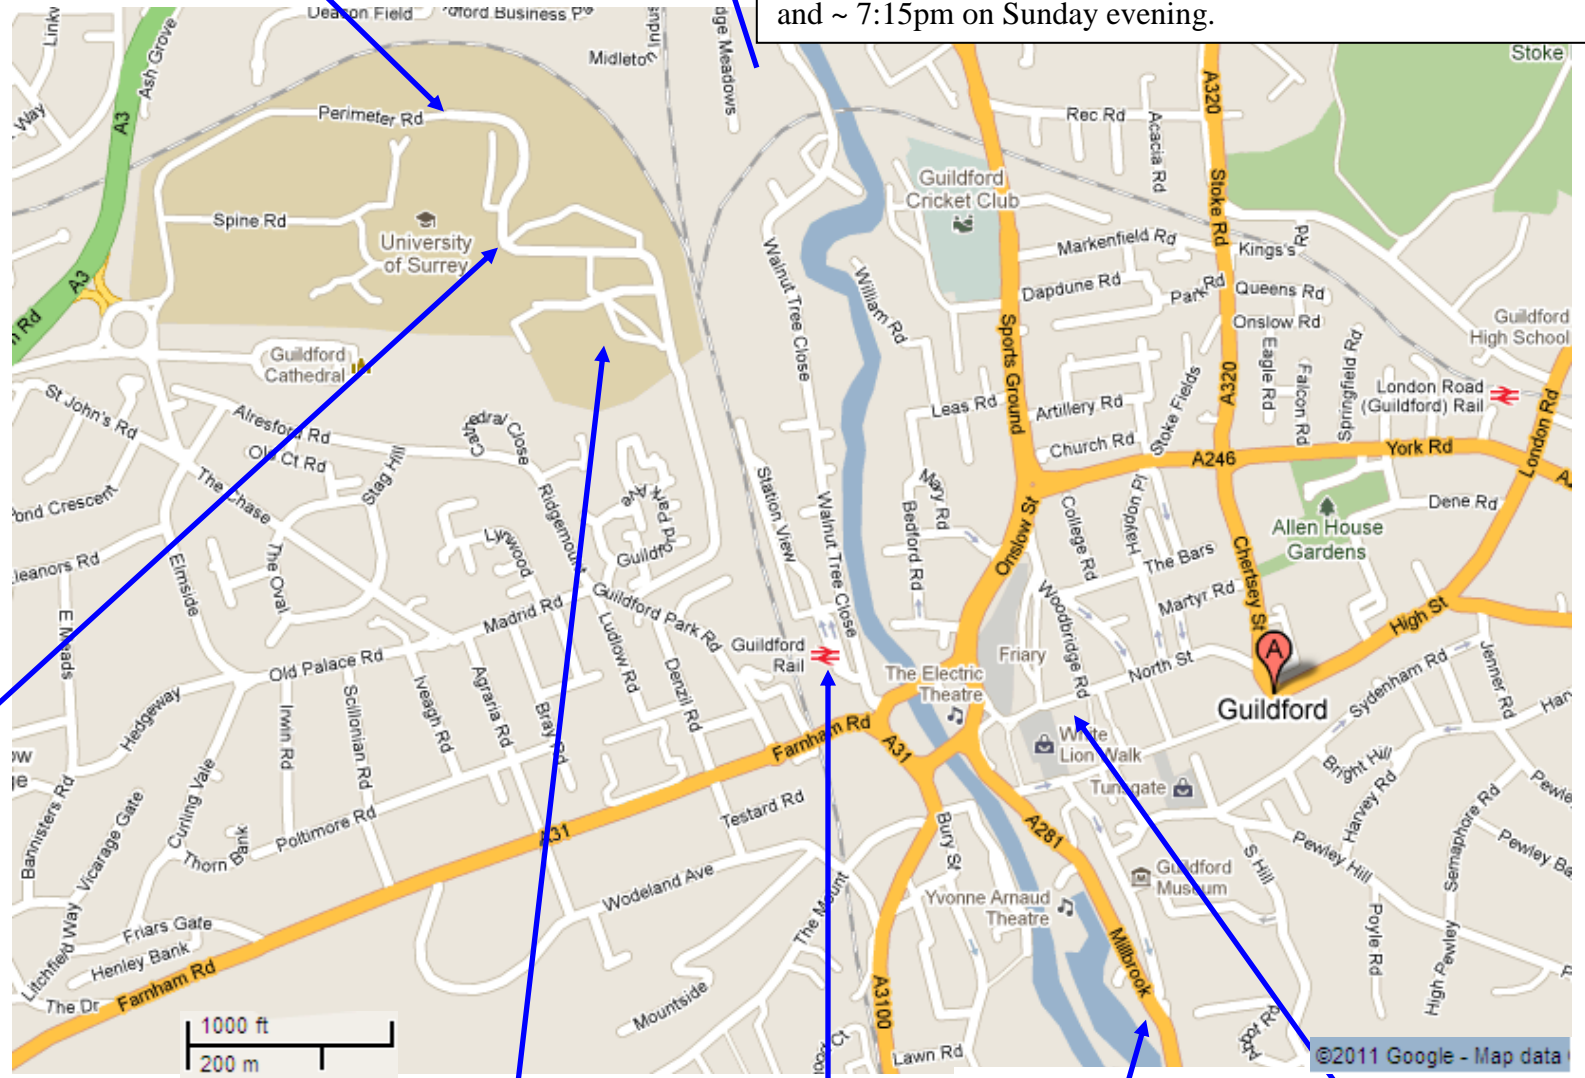 and ~ 7:15pm on Sunday evening.
Deacon Field
Midleton
Stoke
Ash Grove
A3
Way
Perimeter Rd
Rec Rd
Acacia Rd
A320
Guildford
Cricket Club
Spine Rd
University
of Surrey
Stoke Rd
Markenfield Rd
Kings's Rd
A3
Walnut Tree Close
William Rd
Dapdune Rd
Park Rd
Queens Rd
Onslow Rd
Guildford
High School
Guildford
Cathedral
Sports Ground
Eagle Rd
Falcon Rd
Springfield Rd
A320
London Road
(Guildford) Rail
London Rd
St John's Rd
Alresford Rd
Old Ct Rd
Stag Hill
Cathedral Close
Leas Rd
Artillery Rd
Church Rd
Stoke Fields
A246
York Rd
The Chase
Ridgemount
Station View
Walnut Tree Close
Mary Rd
Bedford Rd
Onslow St
College Rd
Haydon Pl
Dene Rd
Allen House
Gardens
Pond Crescent
The Bars
Chertsey St
Elmside
The Oval
Lynwood
Martyr Rd
Woodbridge Rd
High St
E Meads
Madrid Rd
Guildford Park Rd
Guildford
Rail
Friary
North St
The Electric
Theatre
Guildford
A
Sydenham Rd
Jenner Rd
Old Palace Rd
Hedgeway
Irwin Rd
Scillonian Rd
Iveagh Rd
Agraria Rd
Bray Rd
Ludlow Rd
Denzil Rd
Farnham Rd
A31
White
Lion Walk
Tunsgate
Bright Hill
Harvey Rd
Bannisters Rd
Vicarage Gate
Curling Vale
Thorn Bank
Poltimore Rd
A31
Testard Rd
Bury St
A281
Pewley Hill
Semaphore Rd
Guildford
Museum
S Hill
Wodeland Ave
The Mount
Yvonne Arnaud
Theatre
Millbrook
Poyle Rd
High Pewley
Litchfield Way
Friars Gate
Henley Bank
The Dr
Farnham Rd
Mountside
A3100
Lawn Rd
1000 ft
200 m
©2011 Google - Map data